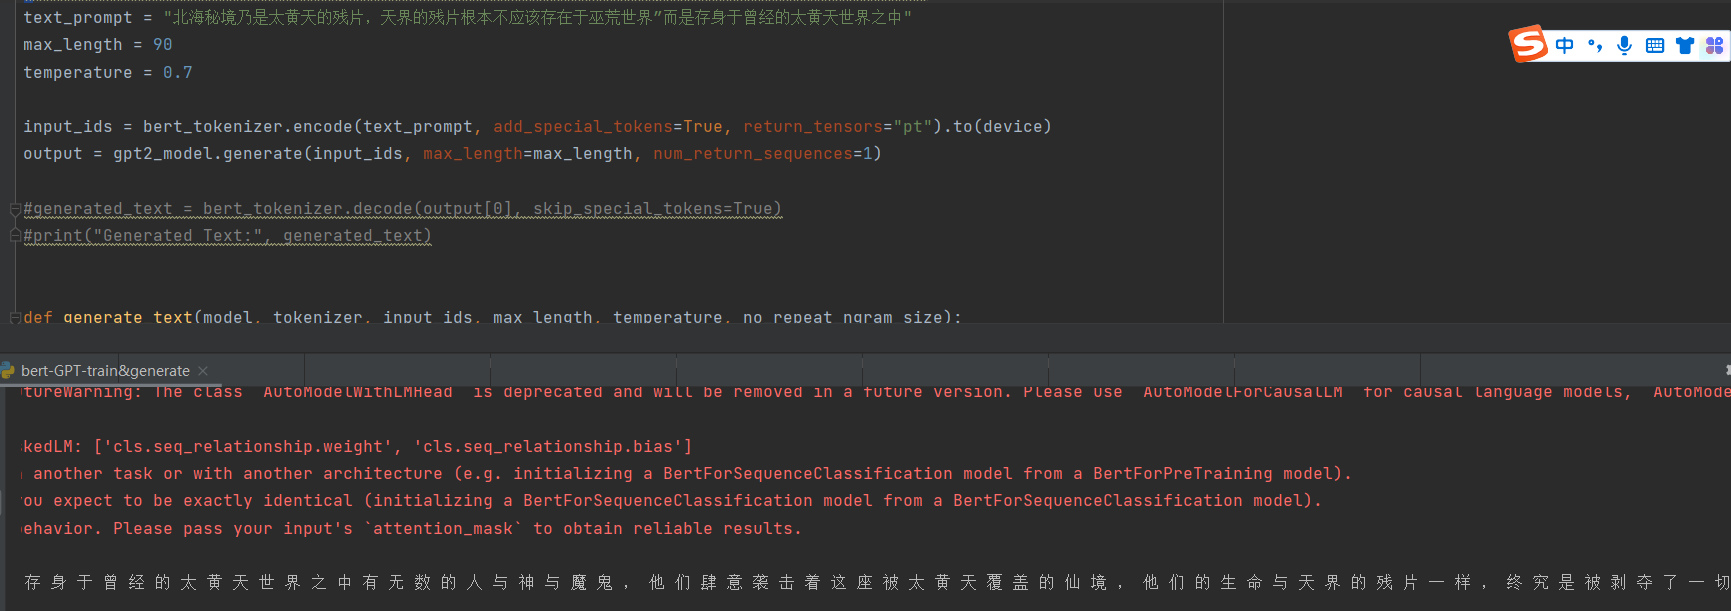 text_prompt = "北海秘境乃是太黄天的残片，天界的残片根本不应该存在于巫荒世界”而是存身于曾经的太黄天世界之中"
max_length = 90
temperature = 0.7
中
input_ids = bert_tokenizer.encode(text_prompt, add_special_tokens=True, return_tensors="pt").to(device)
output = gpt2_model.generate(input_ids, max_length=max_length, num_return_sequences=1)
#generated_text = bert_tokenizer.decode(output[0], skip_special_tokens=True)
#print("Generated Text:", generated_text)
def generate_text(model, tokenizer, input_ids, max_length, temperature, no_repeat_ngram_size):
bert-GPT-train&generate
tureWarning: The class `AutoModelWithLMHead` is deprecated and will be removed in a future version. Please use `AutoModelForCausalLM` for causal language models, `AutoMode
kedLM: ['cls.seq_relationship.weight', 'cls.seq_relationship.bias']
another task or with another architecture (e.g. initializing a BertForSequenceClassification model from a BertForPreTraining model).
ou expect to be exactly identical (initializing a BertForSequenceClassification model from a BertForSequenceClassification model).
ehavior. Please pass your input's `attention_mask` to obtain reliable results.
存 身 于 曾 经 的 太 黄 天 世 界 之 中 有 无 数 的 人 与 神 与 魔 鬼 ， 他 们 肆 意 袭 击 着 这 座 被 太 黄 天 覆 盖 的 仙 境 ， 他 们 的 生 命 与 天 界 的 残 片 一 样 ， 终 究 是 被 剥 夺 了 一 切